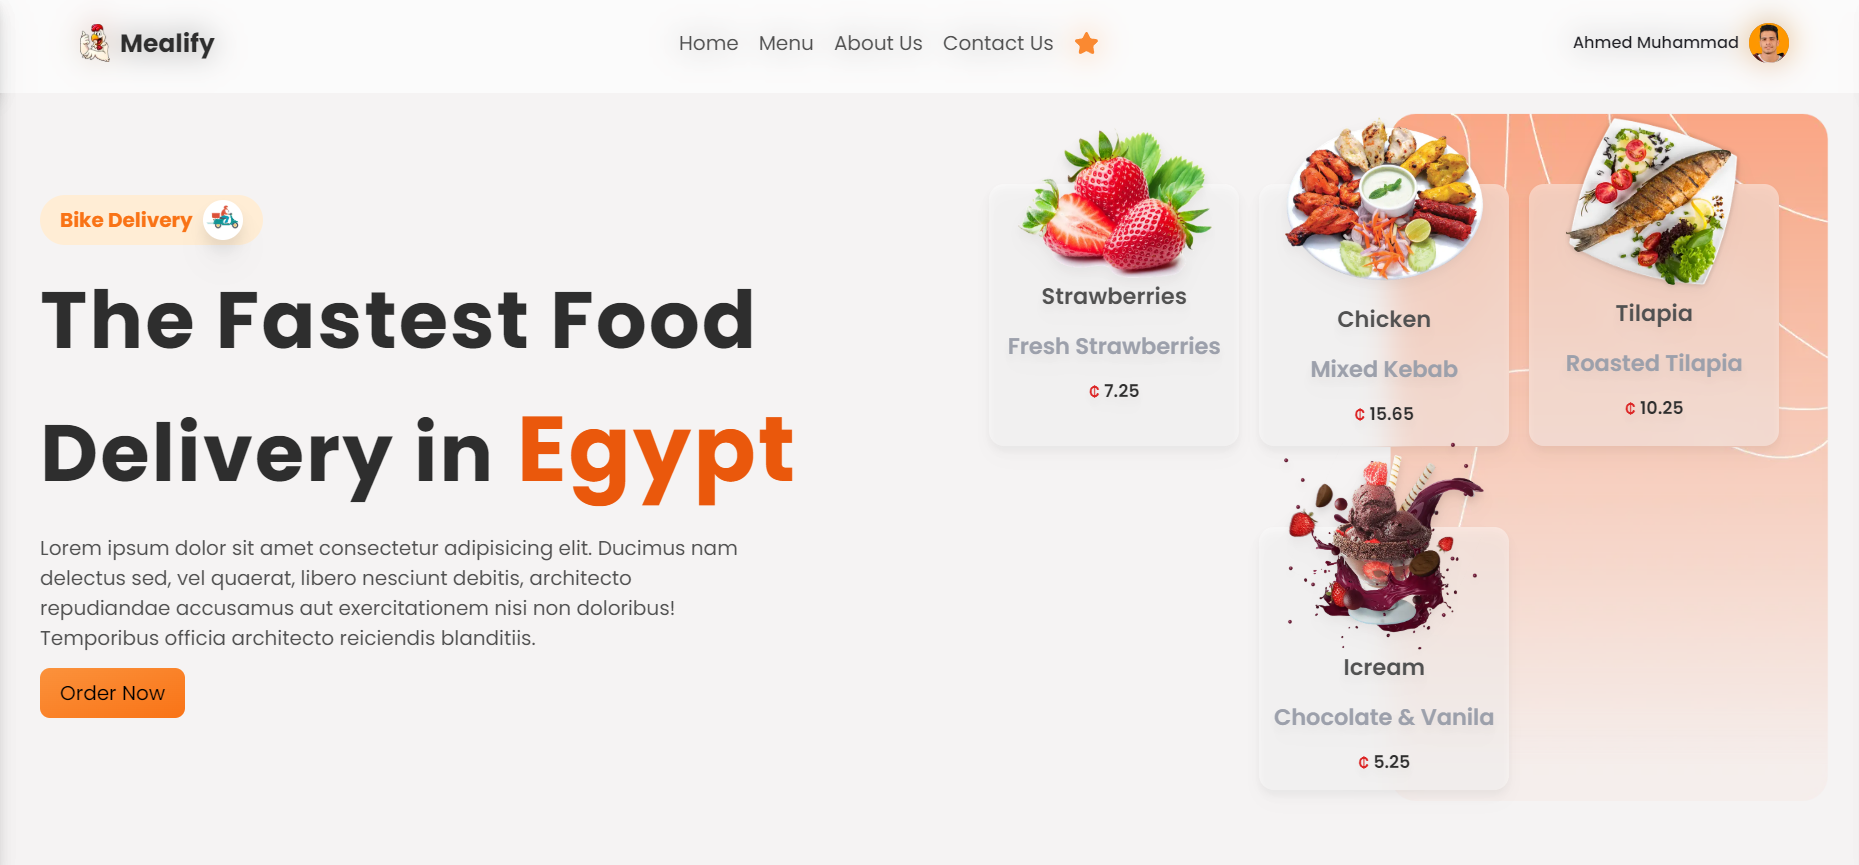 Mealify
Home Menu About Us Contact Us
Ahmed Muhammad
Bike Delivery
The Fastest Food
Delivery in Egypt
Lorem ipsum dolor sit amet consectetur adipisicing elit. Ducimus nam
delectus sed, vel quaerat, libero nesciunt debitis, architecto
repudiandae accusamus aut exercitationem nisi non doloribus!
Temporibus officia architecto reiciendis blanditiis.
Order Now
Strawberries
Fresh Strawberries
₵ 7.25
Chicken
Mixed Kebab
₵ 15.65
Tilapia
Roasted Tilapia
₵ 10.25
Icream
Chocolate & Vanila
₵ 5.25